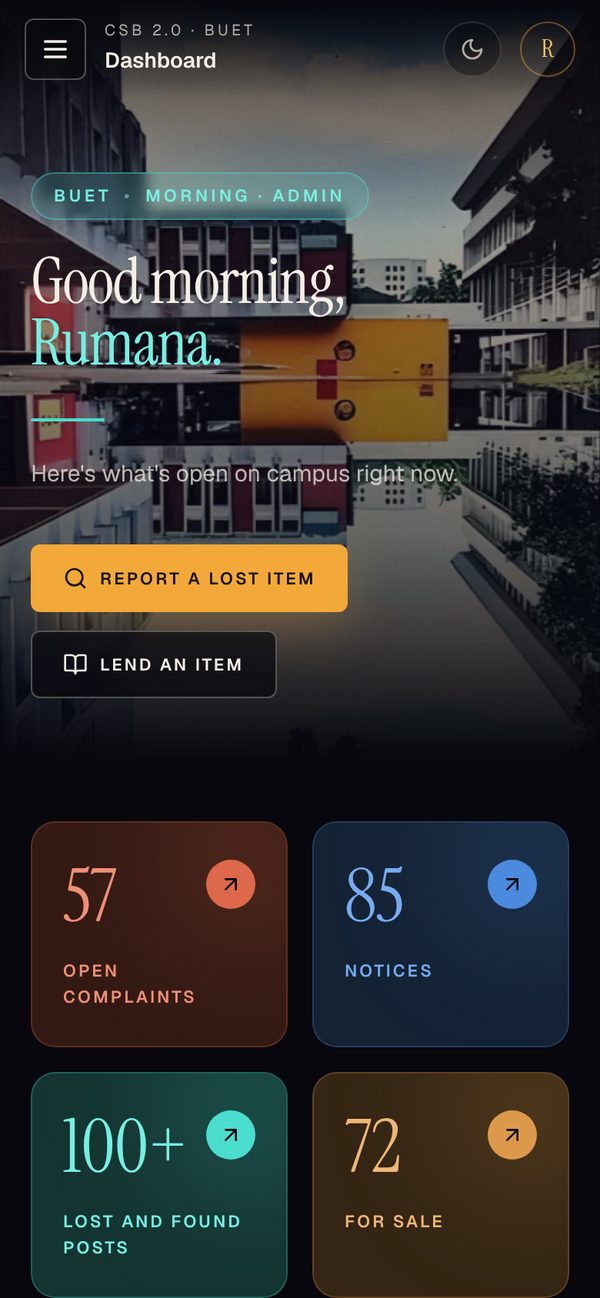 CSB 2.0 · BUET
Dashboard
R
BUET • MORNING · ADMIN
Good morning,
Rumana.
Here's what's open on campus right now.
REPORT A LOST ITEM
LEND AN ITEM
57
OPEN
COMPLAINTS
85
NOTICES
100+
LOST AND FOUND
POSTS
72
FOR SALE